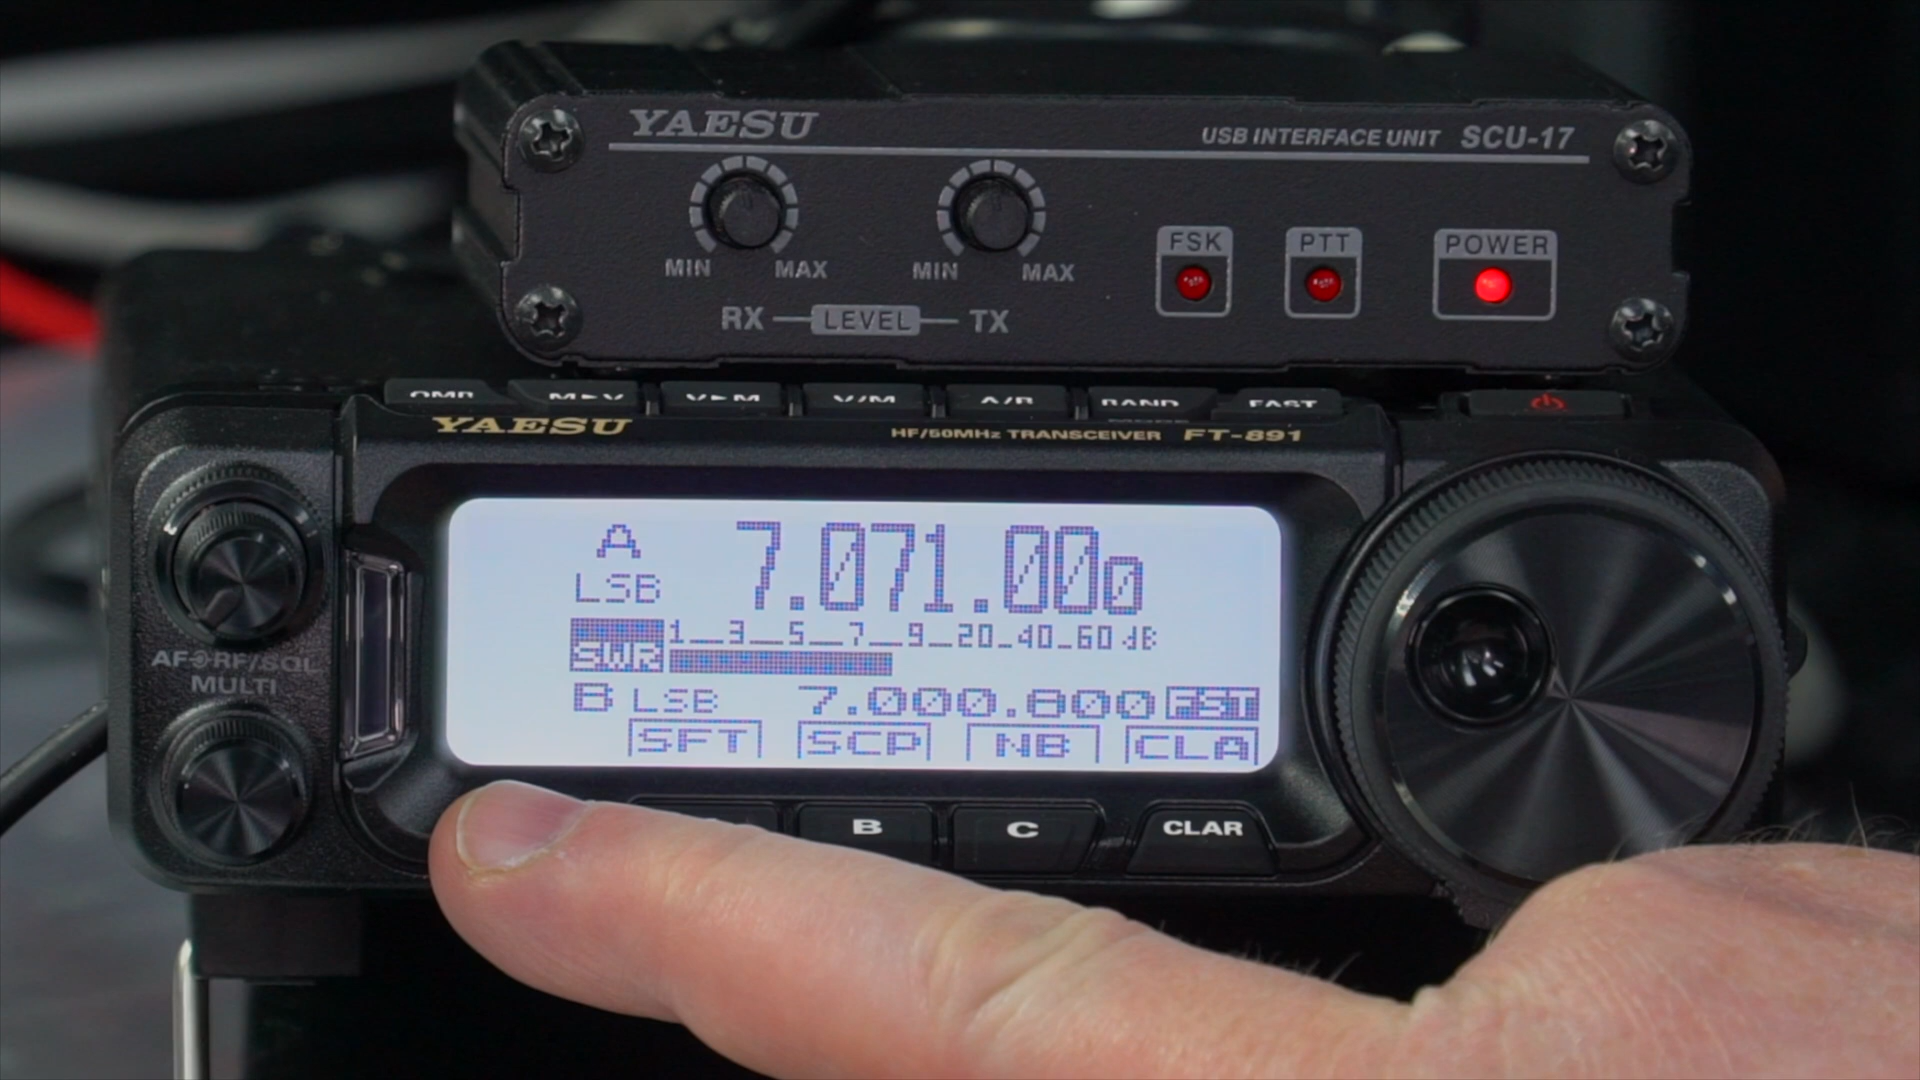 YAESU
USB INTERFACE UNIT SCU-17
MIN MAX MIN MAX
RX LEVEL TX
FSK PTT POWER
V/M A/B BAND FAST
YAESU
HF/50MHz TRANSCEIVER FT-891
A 7.071.000
LSB
1 3 5 7 9 20 40 60 dB
SWR
B LSB 7.000.800 FST
SFT SCP NB CLA
AF RF/SQL
MULTI
B C CLAR